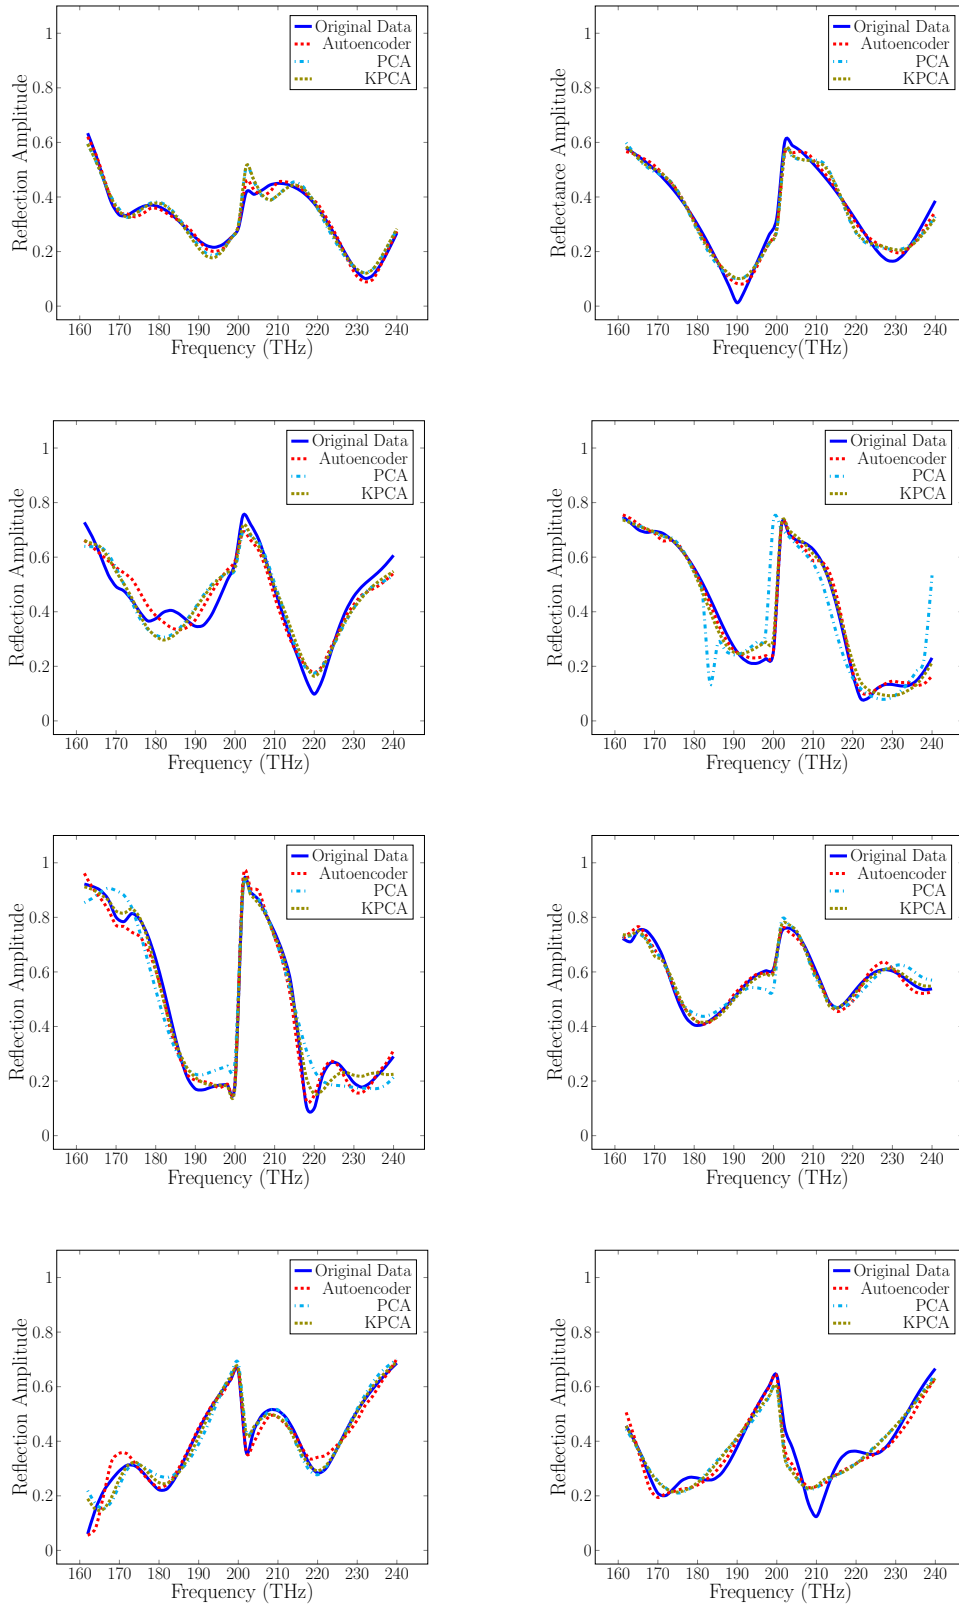 1
0.8
0.6
0.4
0.2
0
Reflection Amplitude
Original Data
Autoencoder
PCA
KPCA
160 170 180 190 200 210 220 230 240
Frequency (THz)
1
0.8
0.6
0.4
0.2
0
Reflectance Amplitude
Original Data
Autoencoder
PCA
KPCA
160 170 180 190 200 210 220 230 240
Frequency(THz)
1
0.8
0.6
0.4
0.2
0
Reflection Amplitude
Original Data
Autoencoder
PCA
KPCA
160 170 180 190 200 210 220 230 240
Frequency (THz)
1
0.8
0.6
0.4
0.2
0
Reflection Amplitude
Original Data
Autoencoder
PCA
KPCA
160 170 180 190 200 210 220 230 240
Frequency (THz)
1
0.8
0.6
0.4
0.2
0
Reflection Amplitude
Original Data
Autoencoder
PCA
KPCA
160 170 180 190 200 210 220 230 240
Frequency (THz)
1
0.8
0.6
0.4
0.2
0
Reflection Amplitude
Original Data
Autoencoder
PCA
KPCA
160 170 180 190 200 210 220 230 240
Frequency (THz)
1
0.8
0.6
0.4
0.2
0
Reflection Amplitude
Original Data
Autoencoder
PCA
KPCA
160 170 180 190 200 210 220 230 240
Frequency (THz)
1
0.8
0.6
0.4
0.2
0
Reflection Amplitude
Original Data
Autoencoder
PCA
KPCA
160 170 180 190 200 210 220 230 240
Frequency (THz)